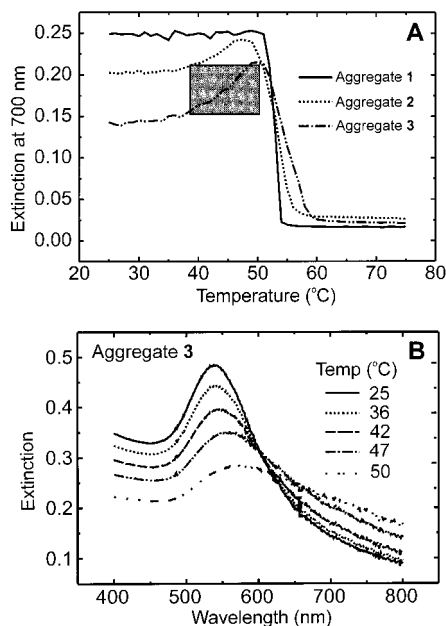 A
0.25
0.20
0.15
0.10
0.05
0.00
Extinction at 700 nm
Aggregate 1
Aggregate 2
Aggregate 3
20 30 40 50 60 70 80
Temperature (°C)
B
Aggregate 3
Temp (°C)
25
36
42
47
50
0.5
0.4
0.3
0.2
0.1
Extinction
400 500 600 700 800
Wavelength (nm)